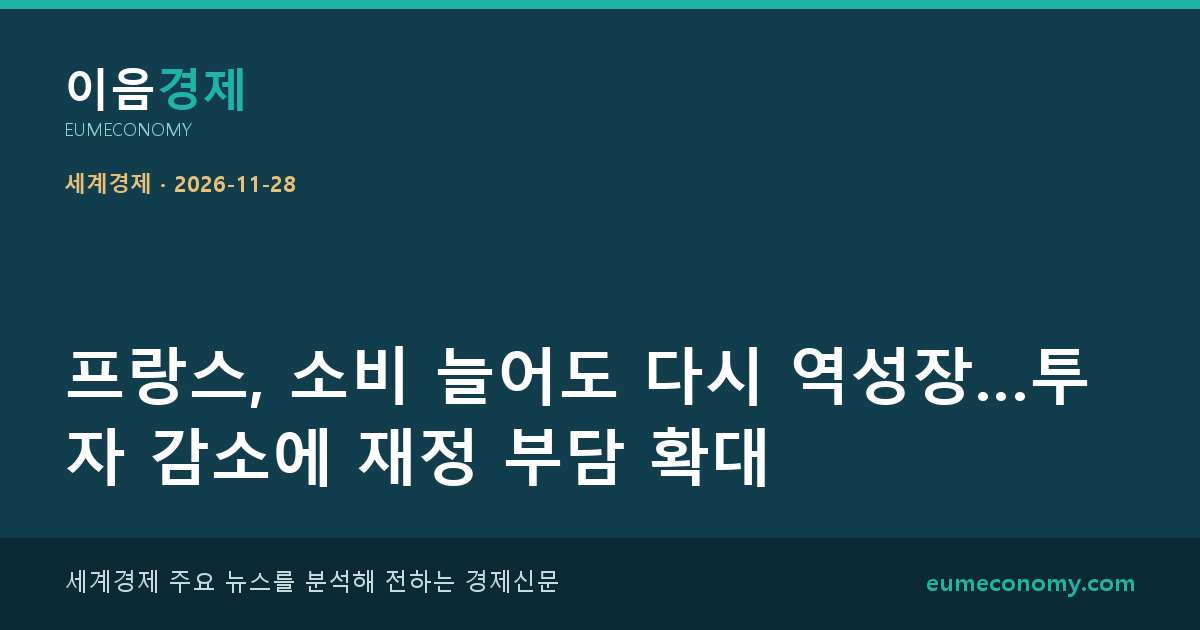 이음경제
EUMECONOMY
세계경제 · 2026-11-28
프랑스, 소비 늘어도 다시 역성장...투
자 감소에 재정 부담 확대
세계경제 주요 뉴스를 분석해 전하는 경제신문
eumeconomy.com